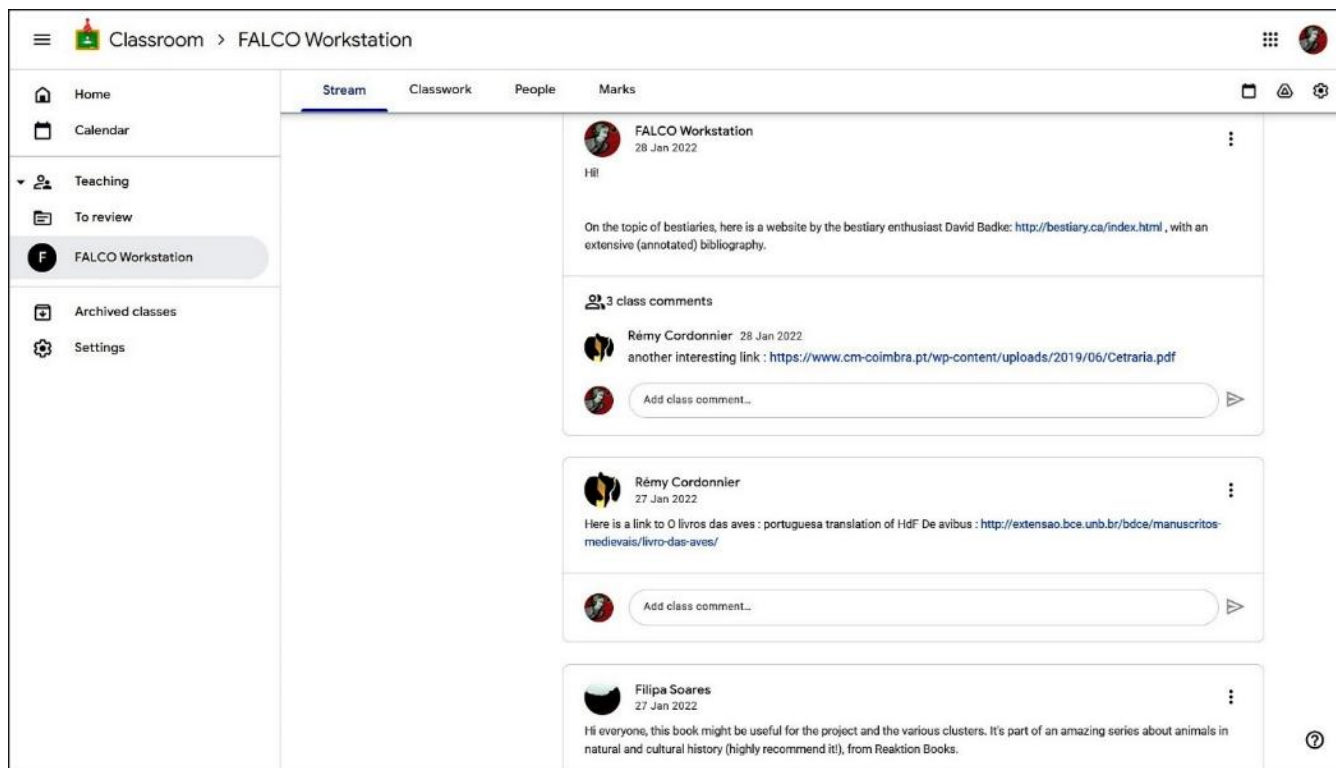 Classroom > FALCO Workstation
Home
Calendar
Teaching
To review
F FALCO Workstation
Archived classes
Settings
Stream Classwork People Marks
FALCO Workstation
28 Jan 2022
Hi!
On the topic of bestiaries, here is a website by the bestiary enthusiast David Badke: http://bestiary.ca/index.html , with an
extensive (annotated) bibliography.
3 class comments
Rémy Cordonnier 28 Jan 2022
another interesting link : https://www.cm-coimbra.pt/wp-content/uploads/2019/06/Cetraria.pdf
Add class comment...
Rémy Cordonnier
27 Jan 2022
Here is a link to O livros das aves : portuguesa translation of HdF De avibus : http://extensao.bce.unb.br/bdce/manuscritos-
medievais/livro-das-aves/
Add class comment...
Filipa Soares
27 Jan 2022
Hi everyone, this book might be useful for the project and the various clusters. It's part of an amazing series about animals in
natural and cultural history (highly recommend it!), from Reaktion Books.